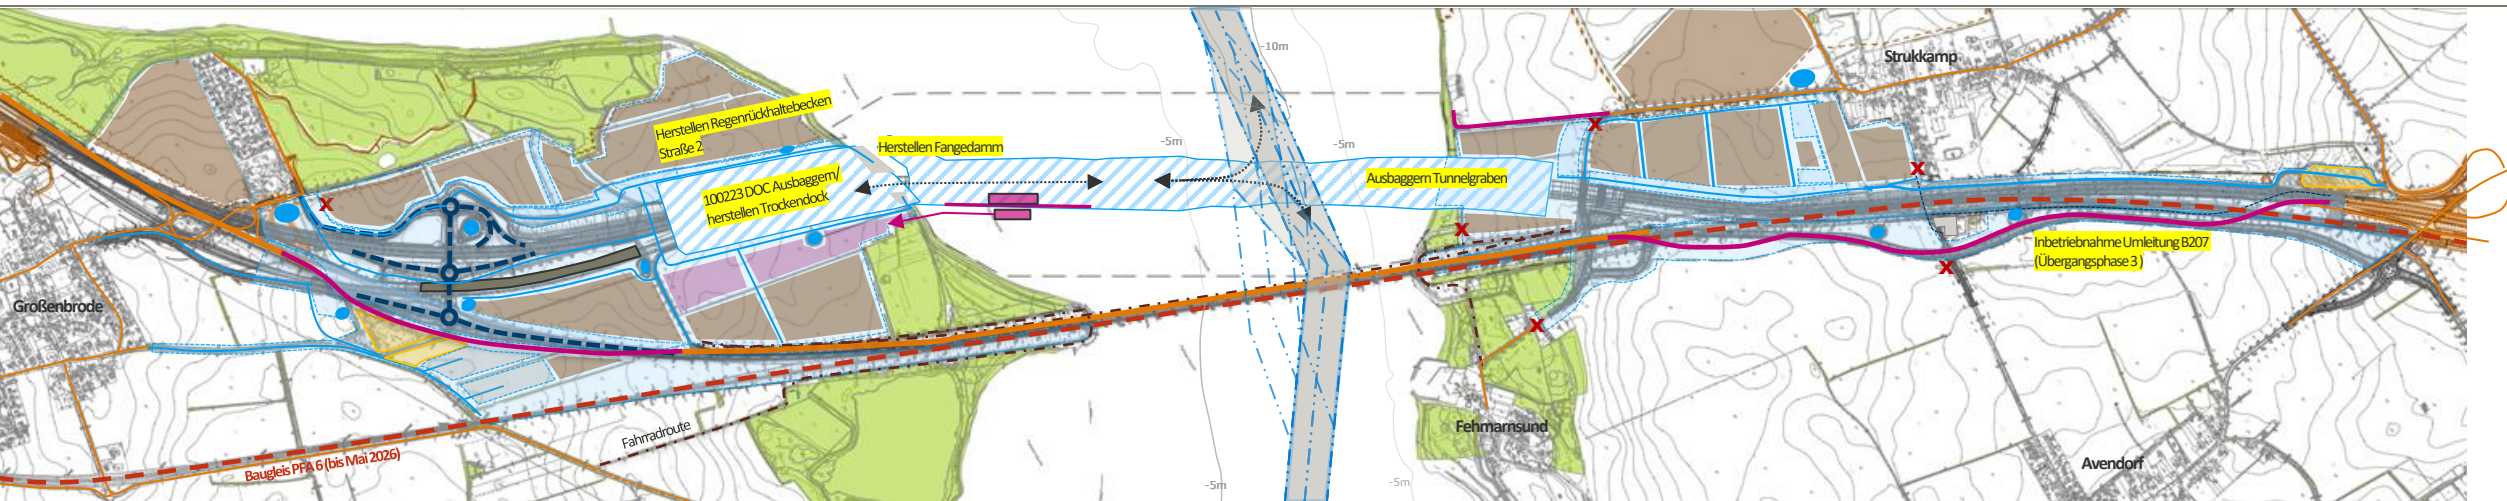 -10m
Strukkamp
Herstellen Regenrückhaltebecken
Straße 2
Herstellen Fangedamm
-5m
-5m
100223 DOC Ausbaggern/
herstellen Trockendock
Ausbaggern Tunnelgraben
x
x
x
x
x
x
Inbetriebnahme Umleitung B207
(Übergangsphase 3)
Großenbrode
Fehmarnsund
Fahrradroute
Baugleis PFA 6 (bis Mai 2026)
Avendorf
-5m
-5m